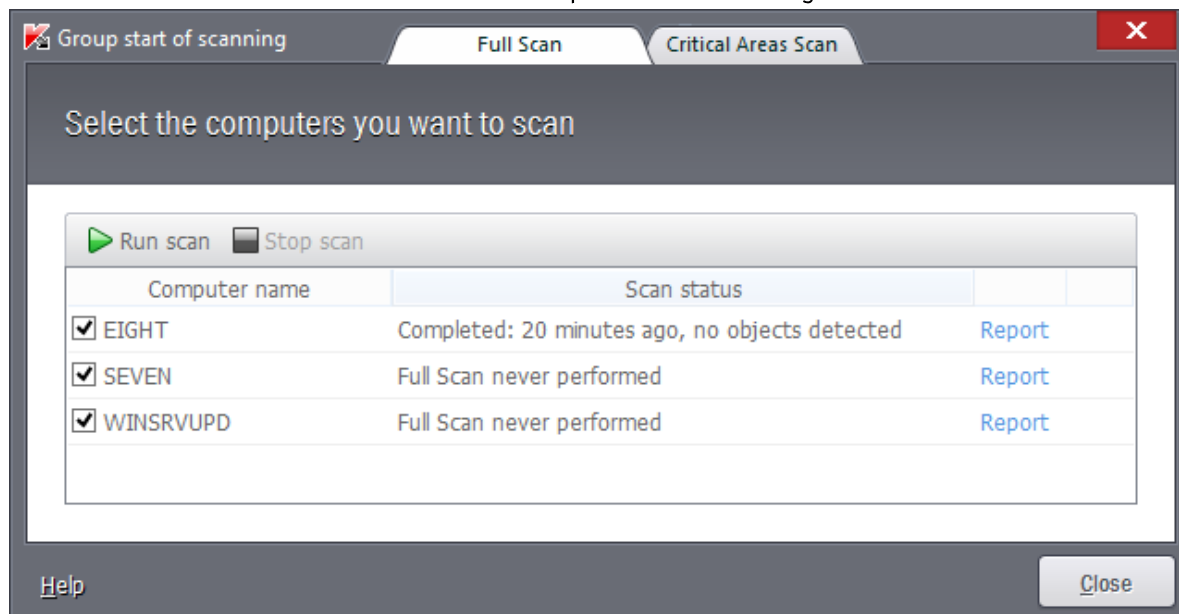 Group start of scanning
Full Scan
Critical Areas Scan
Select the computers you want to scan
Run scan Stop scan
Computer name Scan status
EIGHT Completed: 20 minutes ago, no objects detected Report
SEVEN Full Scan never performed Report
WINSRVUPD Full Scan never performed Report
Help Close